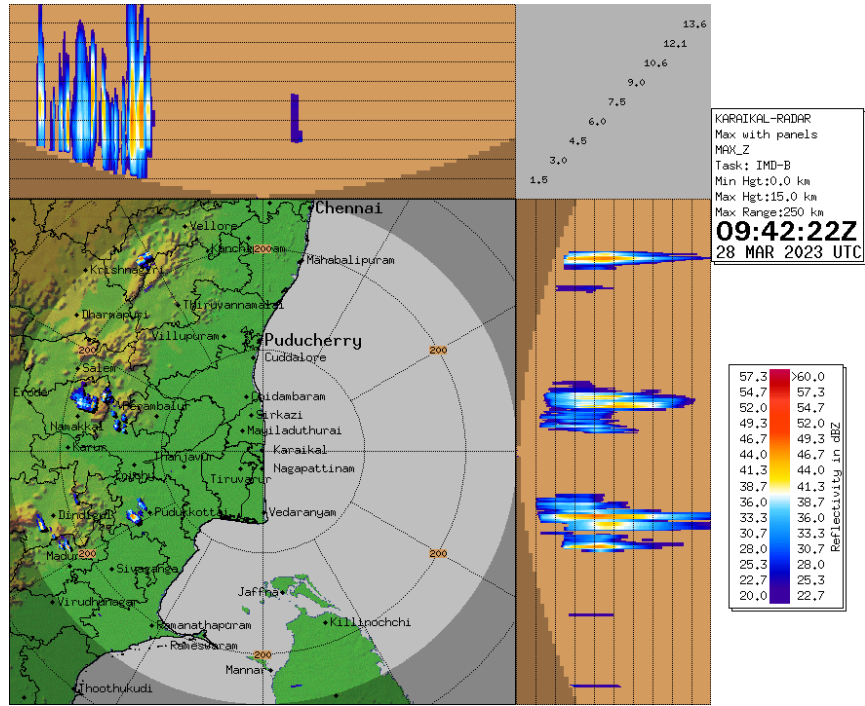 13.6
12.1
10.6
9.0
7.5
6.0
4.5
3.0
1.5
KARAIKAL-RADAR
Max with panels
MAX_Z
Task: IMD-B
Min Hgt:0.0 km
Max Hgt:15.0 km
Max Range:250 km
09:42:22Z
28 MAR 2023 UTC
Chennai
Vellore
200
Mahabalipuram
Krishnagiri
Thiruvannamalai
Dharmapuri
Villupuram
Puducherry
200
200
Cuddalore
Salem
Erode
Chidambaram
Perambalur
Sirkazi
Namakkal
Mayiladuthurai
Karur
Karaikal
Thanjavur
Nagapattinam
Tiruvarur
Dindigul
Pudukkottai
Vedaranyam
200
200
Sivaganga
Jaffna
Virudhunagar
Ramanathapuram
Killinochchi
Rameswaram
200
Mannar
Thoothukudi
57.3 >60.0
54.7 57.3
52.0 54.7
49.3 52.0
46.7 49.3
44.0 46.7
41.3 44.0
38.7 41.3
36.0 38.7
33.3 36.0
30.7 33.3
28.0 30.7
25.3 28.0
22.7 25.3
20.0 22.7
Reflectivity in dBZ